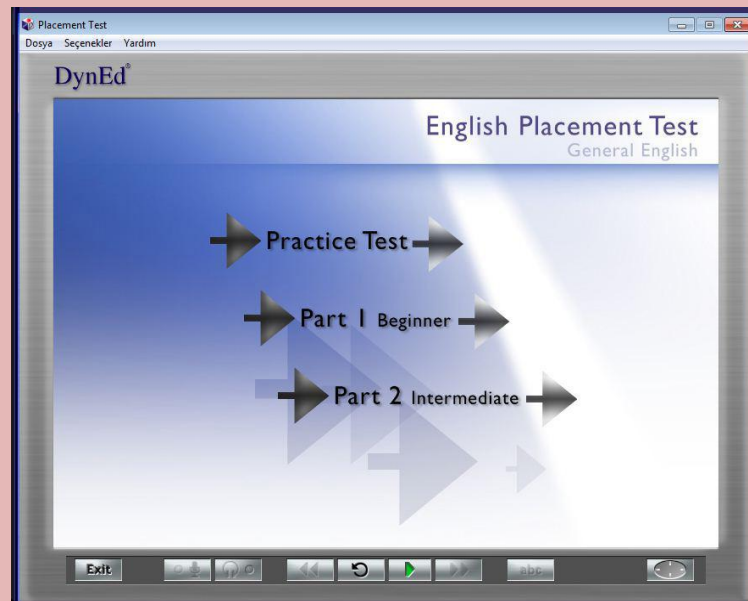 Placement Test
Dosya Seçenekler Yardım
DynEd®
English Placement Test
General English
Practice Test
Part 1 Beginner
Part 2 Intermediate
Exit
abc